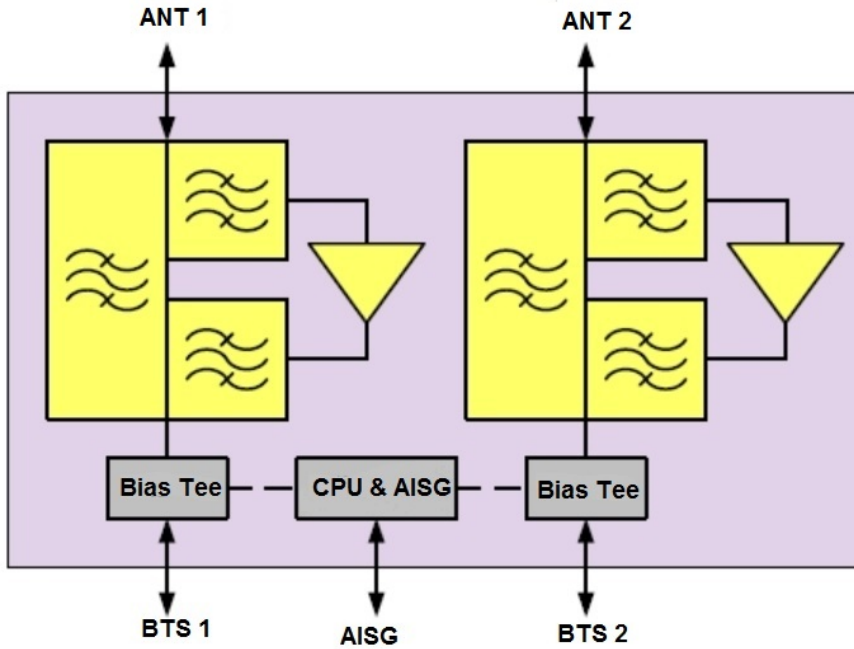 ANT 1
ANT 2
Bias Tee
CPU & AISG
Bias Tee
BTS 1
AISG
BTS 2